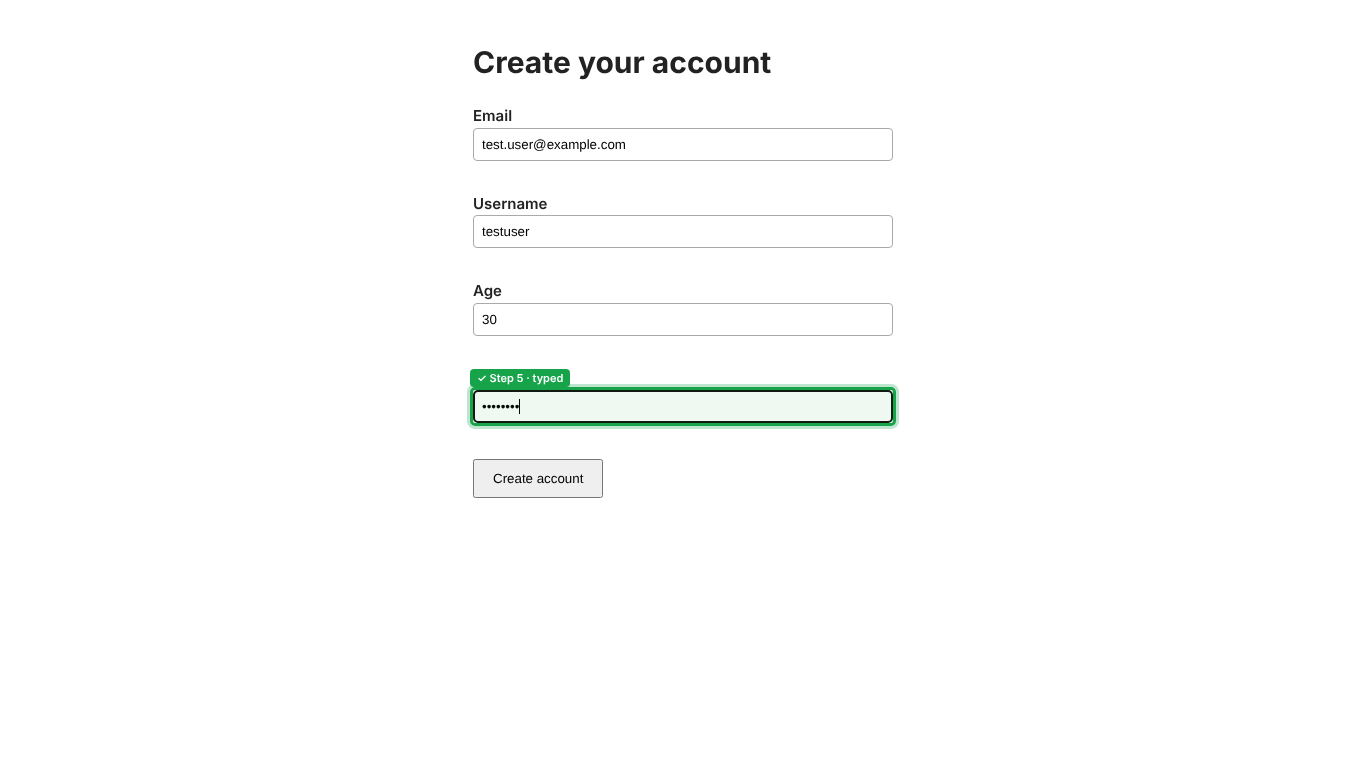 Create your account
Email
test.user@example.com
Username
testuser
Age
30
✓ Step 5 · typed
••••••••
Create account